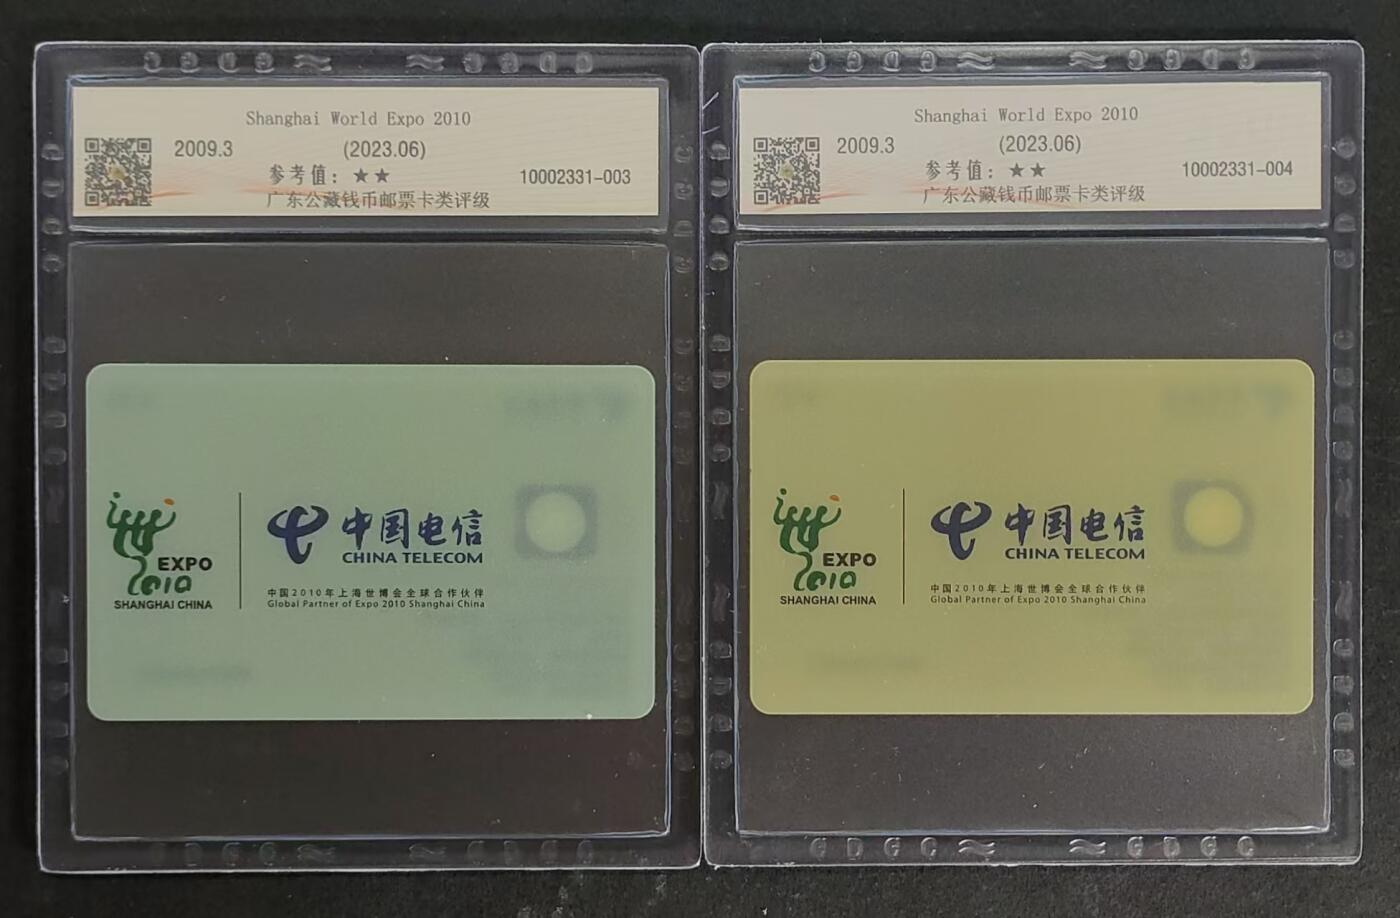 Shanghai World Expo 2010
2009.3
(2023.06)
参考值：★★
10002331-003
广东公藏钱币邮票卡类评级
EXPO
2010
SHANGHAI CHINA
中国电信
CHINA TELECOM
中国2010年上海世博会全球合作伙伴
Global Partner of Expo 2010 Shanghai China
Shanghai World Expo 2010
2009.3
(2023.06)
参考值：★★
10002331-004
广东公藏钱币邮票卡类评级
EXPO
2010
SHANGHAI CHINA
中国电信
CHINA TELECOM
中国2010年上海世博会全球合作伙伴
Global Partner of Expo 2010 Shanghai China